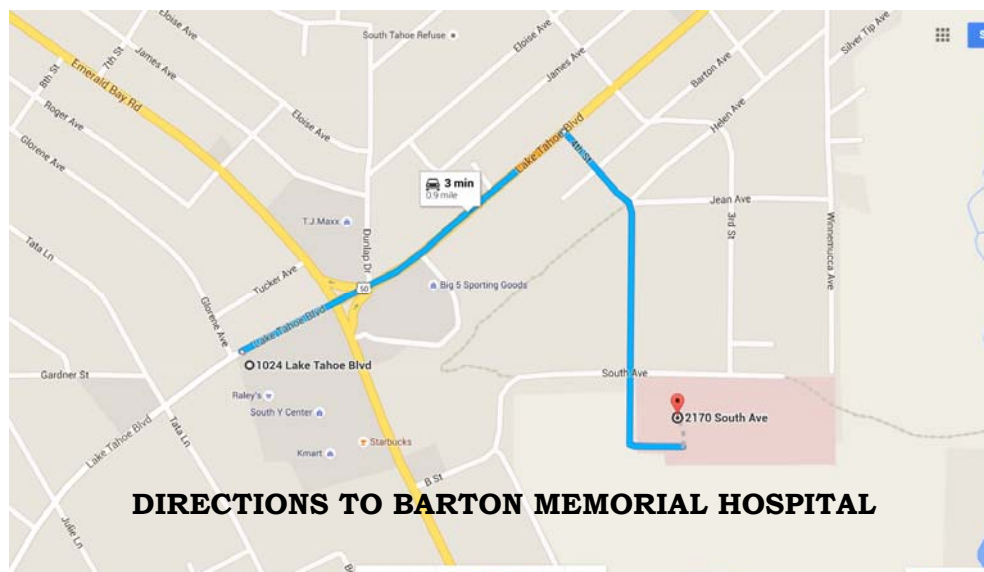 Eloise Ave
South Tahoe Refuse
Eloise Ave
Silver Tip Ave
S
7th St
James Ave
8th St
James Ave
Barton Ave
Emerald Bay Rd
Roger Ave
Eloise Ave
Helen Ave
Glorene Ave
Lake Tahoe Blvd
4th St
3 min
0.9 mile
Jean Ave
T.J.Maxx
3rd St
Winnemucca Ave
Dunlap Dr
Tata Ln
Tucker Ave
50
Big 5 Sporting Goods
Glorene Ave
Lake Tahoe Blvd
1024 Lake Tahoe Blvd
Gardner St
South Ave
Raley's
South Y Center
2170 South Ave
Tata Ln
Starbucks
Lake Tahoe Blvd
Kmart
B St
DIRECTIONS TO BARTON MEMORIAL HOSPITAL
Julie Ln